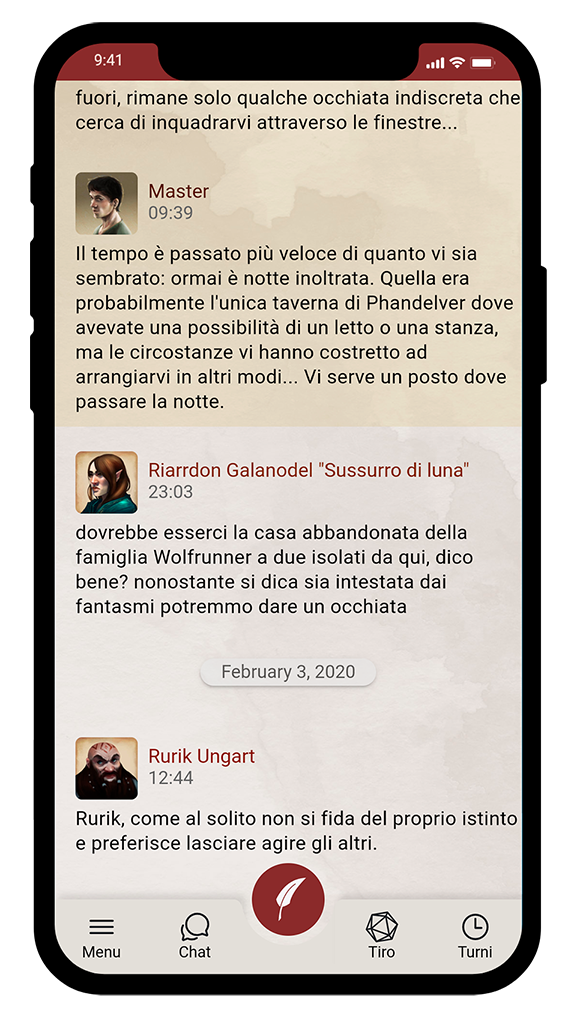 9:41
fuori, rimane solo qualche occhiata indiscreta che
cerca di inquadrarvi attraverso le finestre...
Master
09:39
Il tempo è passato più veloce di quanto vi sia
sembrato: ormai è notte inoltrata. Quella era
probabilmente l'unica taverna di Phandelver dove
avevate una possibilità di un letto o una stanza,
ma le circostanze vi hanno costretto ad
arrangiarvi in altri modi... Vi serve un posto dove
passare la notte.
Riarrdon Galanodel "Sussurro di luna"
23:03
dovrebbe esserci la casa abbandonata della
famiglia Wolfrunner a due isolati da qui, dico
bene? nonostante si dica sia intestata dai
fantasmi potremmo dare un occhiata
February 3, 2020
Rurik Ungart
12:44
Rurik, come al solito non si fida del proprio istinto
e preferisce lasciare agire gli altri.
Menu
Chat
Tiro
Turni